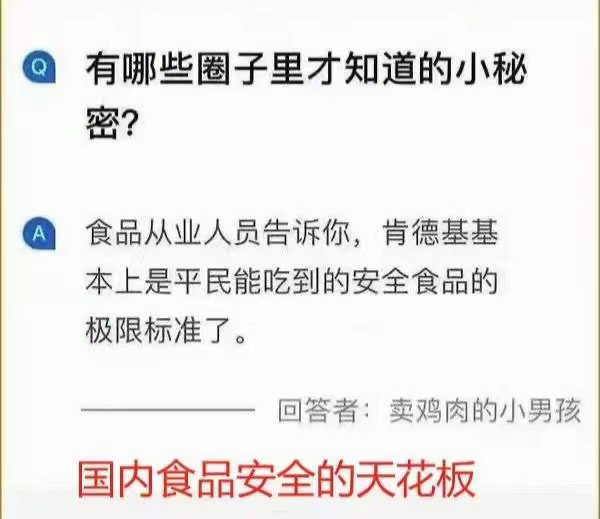 Q 有哪些圈子里才知道的小秘
密?
A 食品从业人员告诉你，肯德基基
本上是平民能吃到的安全食品的
极限标准了。
回答者：卖鸡肉的小男孩
国内食品安全的天花板